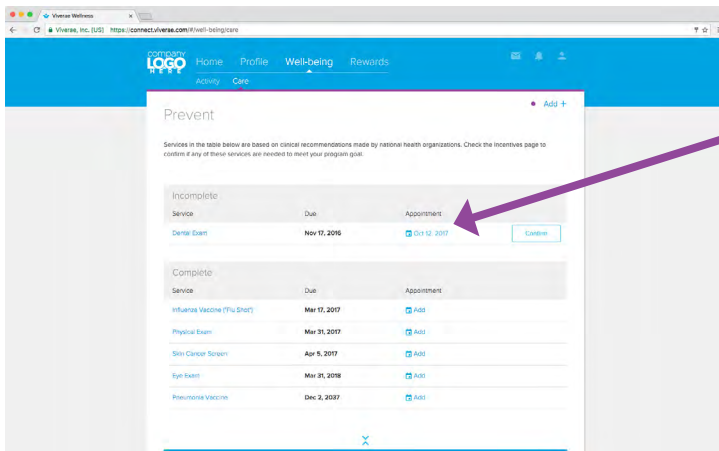 Viverae Wellness
Viverae, Inc. [US] https://connect.viverae.com/#/well-being/care
company
LOGO
HERE
Home Profile Well-being Rewards
Activity Care
Add +
Prevent
Services in the table below are based on clinical recommendations made by national health organizations. Check the Incentives page to
confirm if any of these services are needed to meet your program goal.
Incomplete
Service Due Appointment
Dental Exam Nov 17, 2016 Oct 12, 2017 Confirm
Complete
Service Due Appointment
Influenza Vaccine ("Flu Shot") Mar 17, 2017 Add
Physical Exam Mar 31, 2017 Add
Skin Cancer Screen Apr 5, 2017 Add
Eye Exam Mar 31, 2018 Add
Pneumonia Vaccine Dec 2, 2037 Add